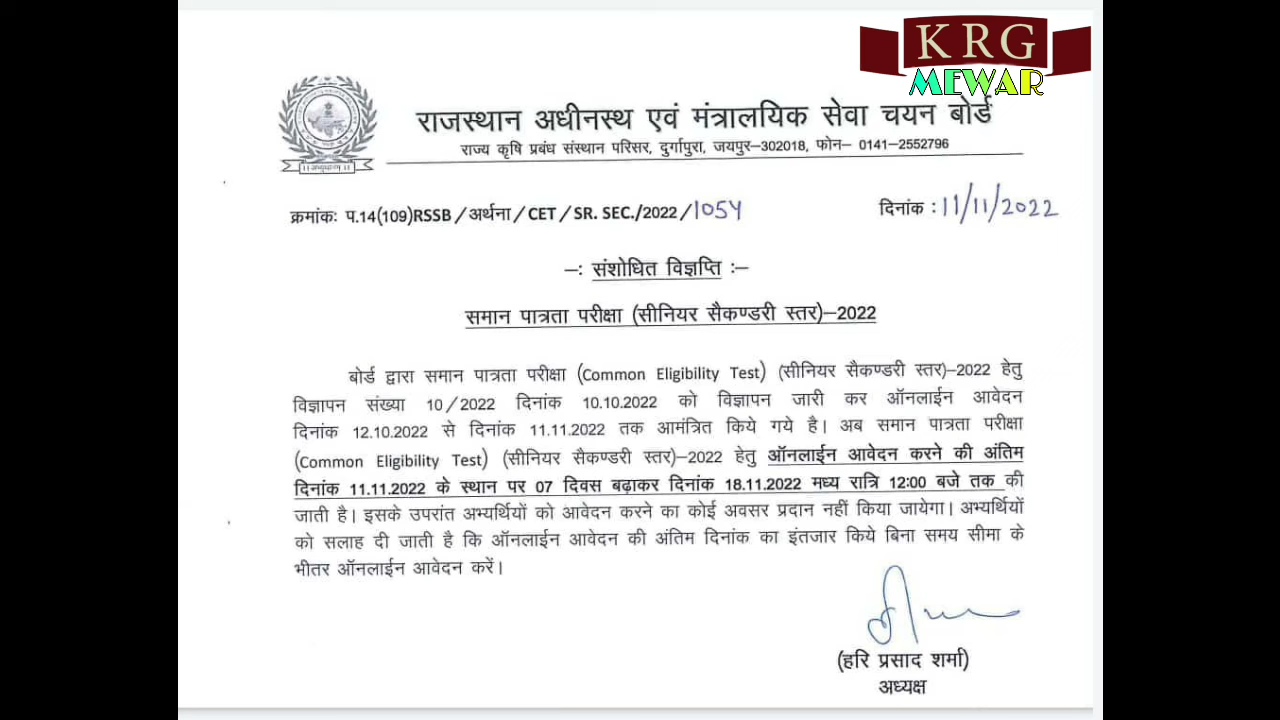 KRG
MEWAR
राजस्थान अधीनस्थ एवं मंत्रालयिक सेवा चयन बोर्ड
राज्य कृषि प्रबंध संस्थान परिसर, दुर्गापुरा, जयपुर–302018, फोन– 0141–2552796
क्रमांकः प.14(109)RSSB/अर्थना/CET/SR. SEC./2022/1054
दिनांक : 11/11/2022
–: संशोधित विज्ञप्ति :–
समान पात्रता परीक्षा (सीनियर सैकण्डरी स्तर)–2022
बोर्ड द्वारा समान पात्रता परीक्षा (Common Eligibility Test) (सीनियर सैकण्डरी स्तर)–2022 हेतु
विज्ञापन संख्या 10/2022 दिनांक 10.10.2022 को विज्ञापन जारी कर ऑनलाईन आवेदन
दिनांक 12.10.2022 से दिनांक 11.11.2022 तक आमंत्रित किये गये है। अब समान पात्रता परीक्षा
(Common Eligibility Test) (सीनियर सैकण्डरी स्तर)–2022 हेतु ऑनलाईन आवेदन करने की अंतिम
दिनांक 11.11.2022 के स्थान पर 07 दिवस बढ़ाकर दिनांक 18.11.2022 मध्य रात्रि 12:00 बजे तक की
जाती है। इसके उपरांत अभ्यर्थियों को आवेदन करने का कोई अवसर प्रदान नहीं किया जायेगा। अभ्यर्थियों
को सलाह दी जाती है कि ऑनलाईन आवेदन की अंतिम दिनांक का इंतजार किये बिना समय सीमा के
भीतर ऑनलाईन आवेदन करें।
(हरि प्रसाद शर्मा)
अध्यक्ष